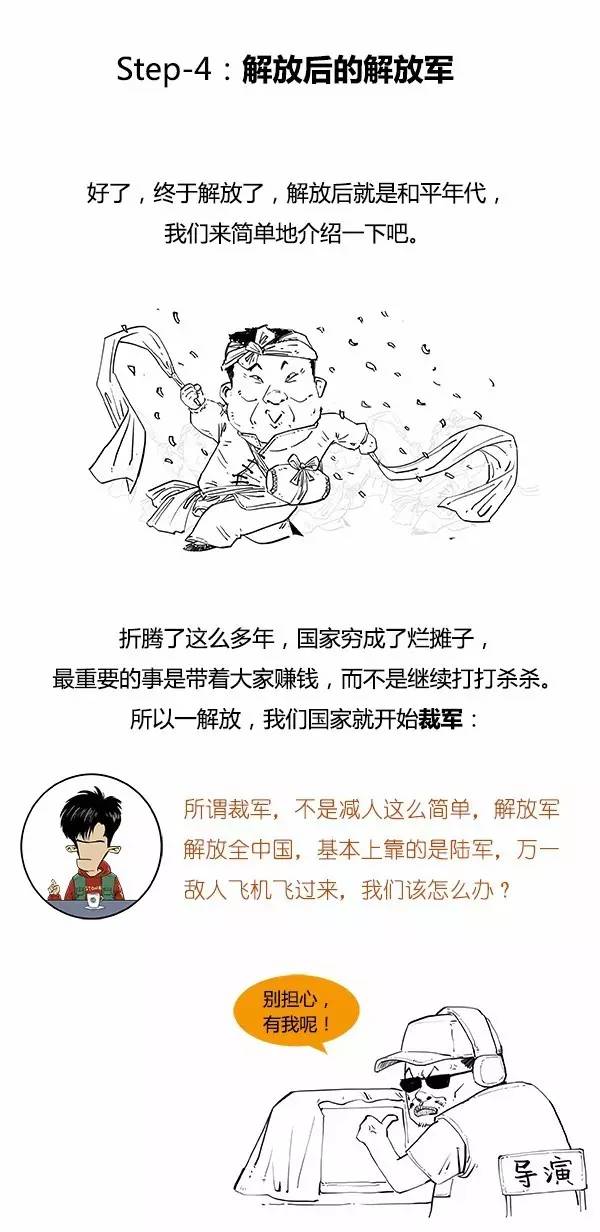 Step-4：解放后的解放军
好了，终于解放了，解放后就是和平年代，
我们来简单地介绍一下吧。
折腾了这么多年，国家穷成了烂摊子，
最重要的事是带着大家赚钱，而不是继续打打杀杀。
所以一解放，我们国家就开始裁军：
所谓裁军，不是减人这么简单，解放军
解放全中国，基本上靠的是陆军，万一
敌人飞机飞过来，我们该怎么办？
别担心，
有我呢！
导演